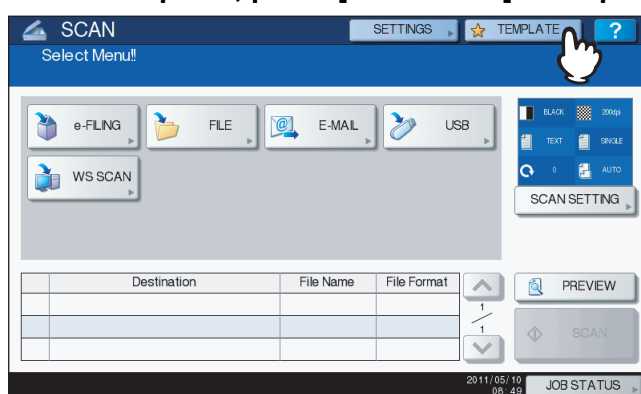 SCAN
SETTINGS
TEMPLATE
?
Select Menu!!
e-FILING
FILE
E-MAIL
USB
WS SCAN
BLACK
200dpi
TEXT
SINGLE
0
AUTO
SCAN SETTING
Destination
File Name
File Format
1
1
PREVIEW
SCAN
2011/05/10
08:49
JOB STATUS